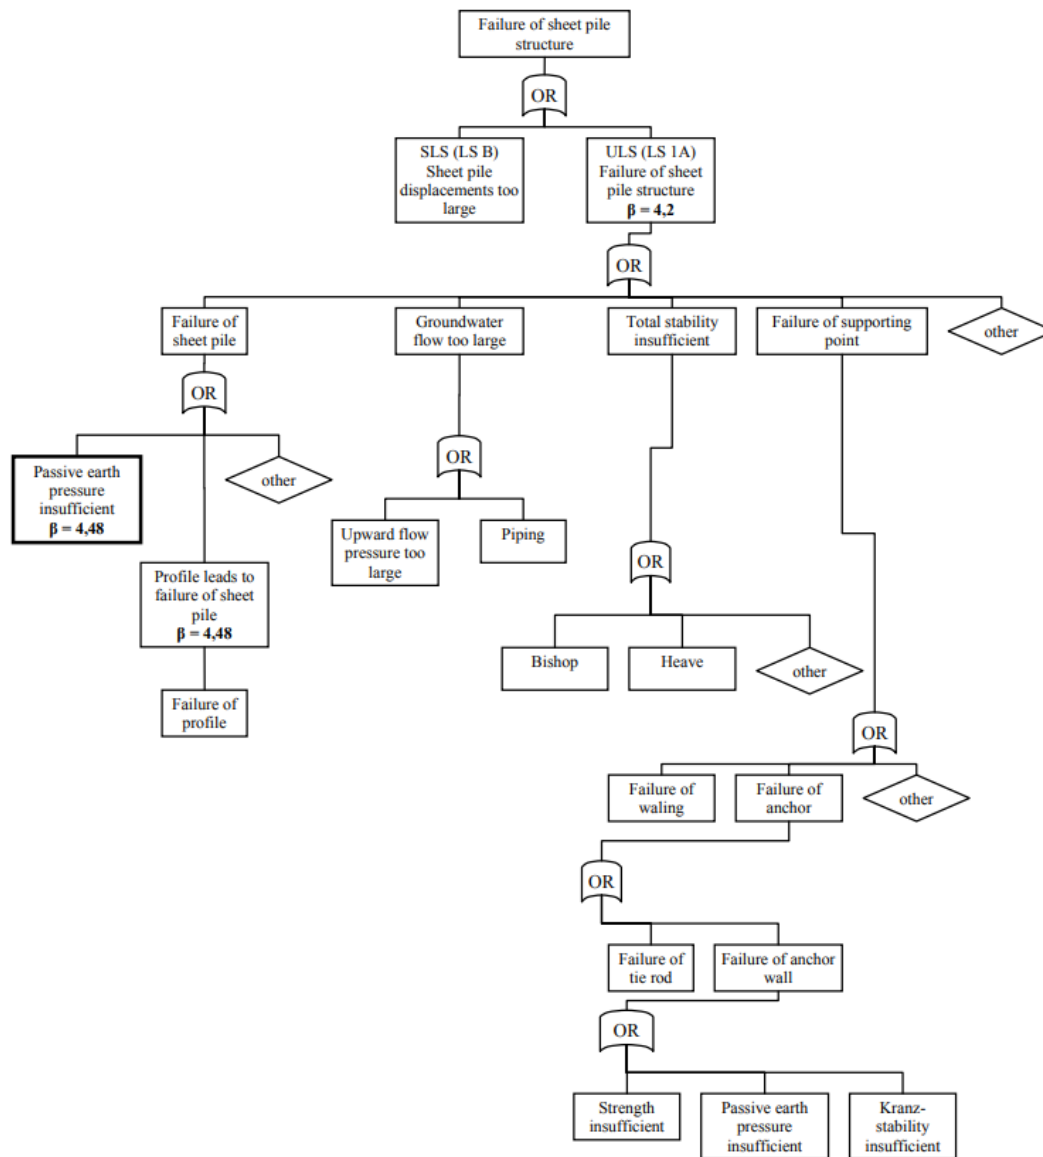 Failure of sheet pile
structure
OR
SLS (LS B)
Sheet pile
displacements too
large
ULS (LS 1A)
Failure of sheet
pile structure
β = 4,2
OR
Failure of
sheet pile
Groundwater
flow too large
Total stability
insufficient
Failure of supporting
point
other
OR
Passive earth
pressure
insufficient
β = 4,48
other
Profile leads to
failure of sheet
pile
β = 4,48
Failure of
profile
OR
Upward flow
pressure too
large
Piping
OR
Bishop
Heave
other
OR
Failure of
waling
Failure of
anchor
other
OR
Failure of
tie rod
Failure of anchor
wall
OR
Strength
insufficient
Passive earth
pressure
insufficient
Kranz-
stability
insufficient